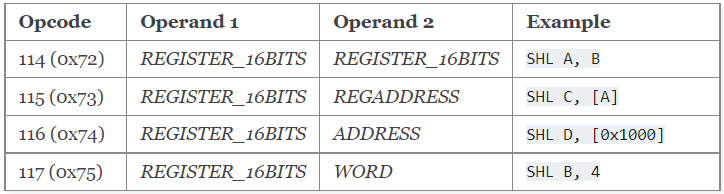 Opcode Operand 1 Operand 2 Example
114 (0x72) REGISTER_16BITS REGISTER_16BITS SHL A, B
115 (0x73) REGISTER_16BITS REGADDRESS SHL C, [A]
116 (0x74) REGISTER_16BITS ADDRESS SHL D, [0x1000]
117 (0x75) REGISTER_16BITS WORD SHL B, 4